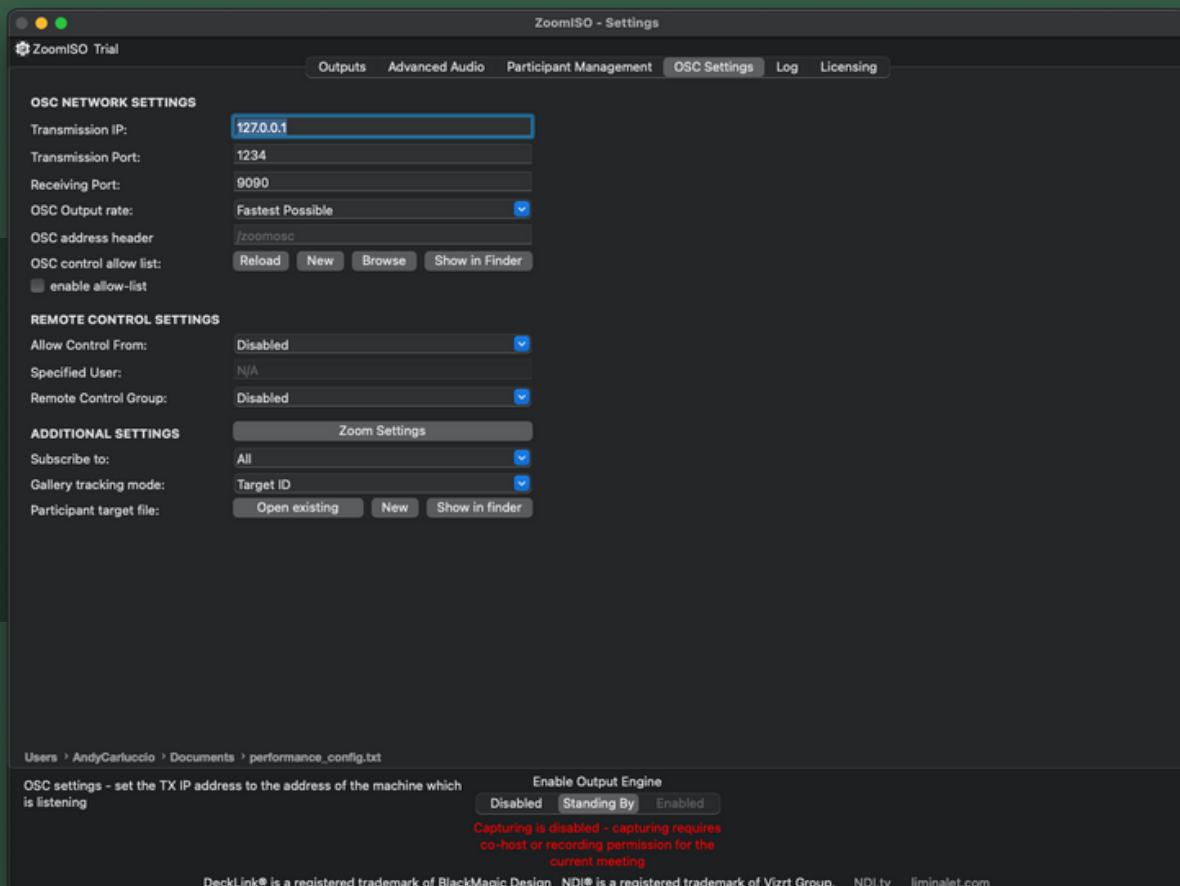 ZoomISO - Settings
ZoomISO Trial
Outputs Advanced Audio Participant Management OSC Settings Log Licensing
OSC NETWORK SETTINGS
Transmission IP: 127.0.0.1
Transmission Port: 1234
Receiving Port: 9090
OSC Output rate: Fastest Possible
OSC address header /zoomosc
OSC control allow list: Reload New Browse Show in Finder
enable allow-list
REMOTE CONTROL SETTINGS
Allow Control From: Disabled
Specified User: N/A
Remote Control Group: Disabled
ADDITIONAL SETTINGS Zoom Settings
Subscribe to: All
Gallery tracking mode: Target ID
Participant target file: Open existing New Show in finder
Users › AndyCarluccio › Documents › performance_config.txt
OSC settings - set the TX IP address to the address of the machine which
is listening
Enable Output Engine
Disabled Standing By Enabled
Capturing is disabled - capturing requires
co-host or recording permission for the
current meeting
DeckLink® is a registered trademark of BlackMagic Design NDI® is a registered trademark of Vizrt Group. NDI.tv liminalet.com